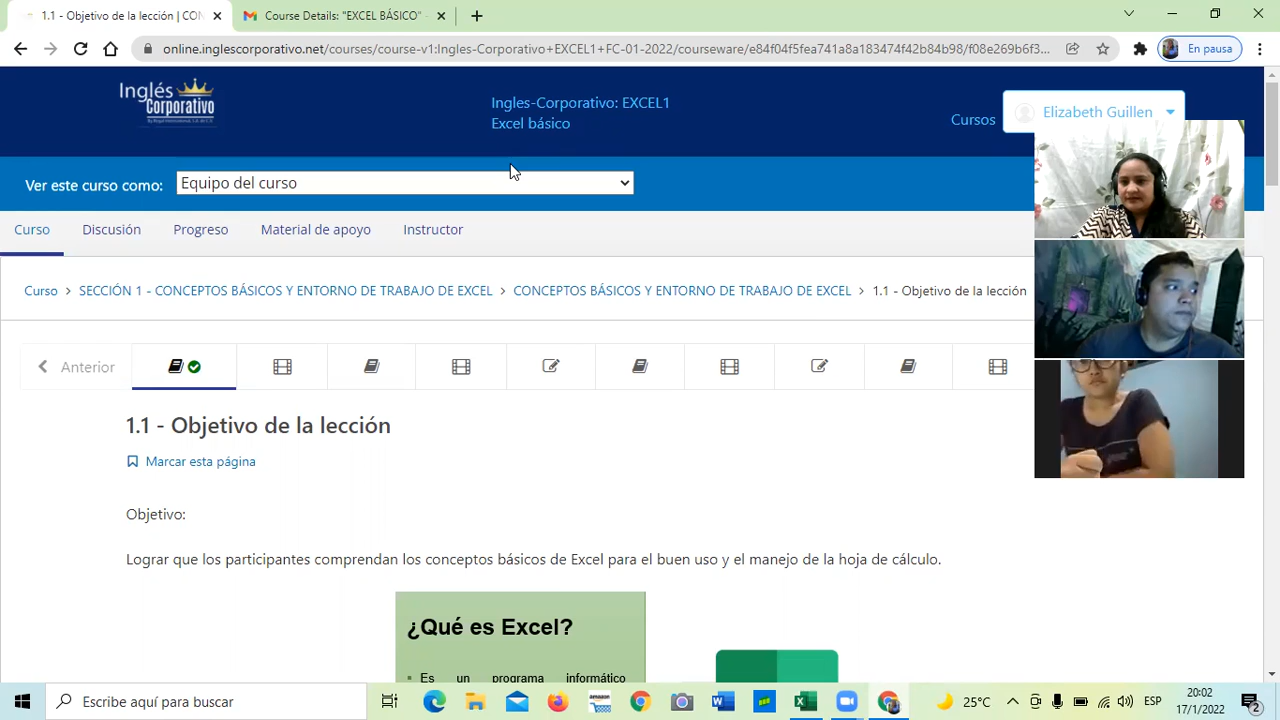 1.1 - Objetivo de la lección | CON
Course Details: "EXCEL BÁSICO" -
online.inglescorporativo.net/courses/course-v1:Ingles-Corporativo+EXCEL1+FC-01-2022/courseware/e84f04f5fea741a8a183474f42b84b98/f08e269b6f3...
En pausa
Inglés
Corporativo
Ingles-Corporativo: EXCEL1
Excel básico
Cursos
Elizabeth Guillen
Ver este curso como:
Equipo del curso
Curso
Discusión
Progreso
Material de apoyo
Instructor
Curso > SECCIÓN 1 - CONCEPTOS BÁSICOS Y ENTORNO DE TRABAJO DE EXCEL > CONCEPTOS BÁSICOS Y ENTORNO DE TRABAJO DE EXCEL > 1.1 - Objetivo de la lección
Anterior
1.1 - Objetivo de la lección
Marcar esta página
Objetivo:
Lograr que los participantes comprendan los conceptos básicos de Excel para el buen uso y el manejo de la hoja de cálculo.
¿Qué es Excel?
▪ Es un programa informático
Escribe aquí para buscar
amazon
25°C
ESP
20:02
17/1/2022
2